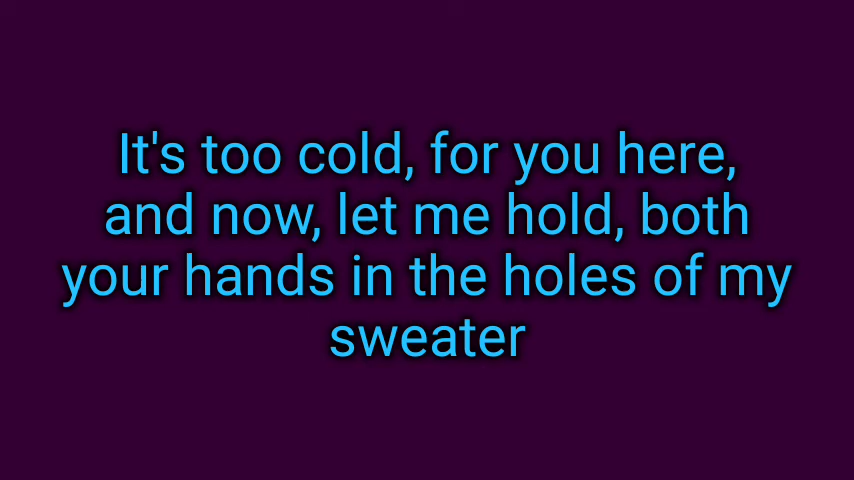 It's too cold, for you here,
and now, let me hold, both
your hands in the holes of my
sweater